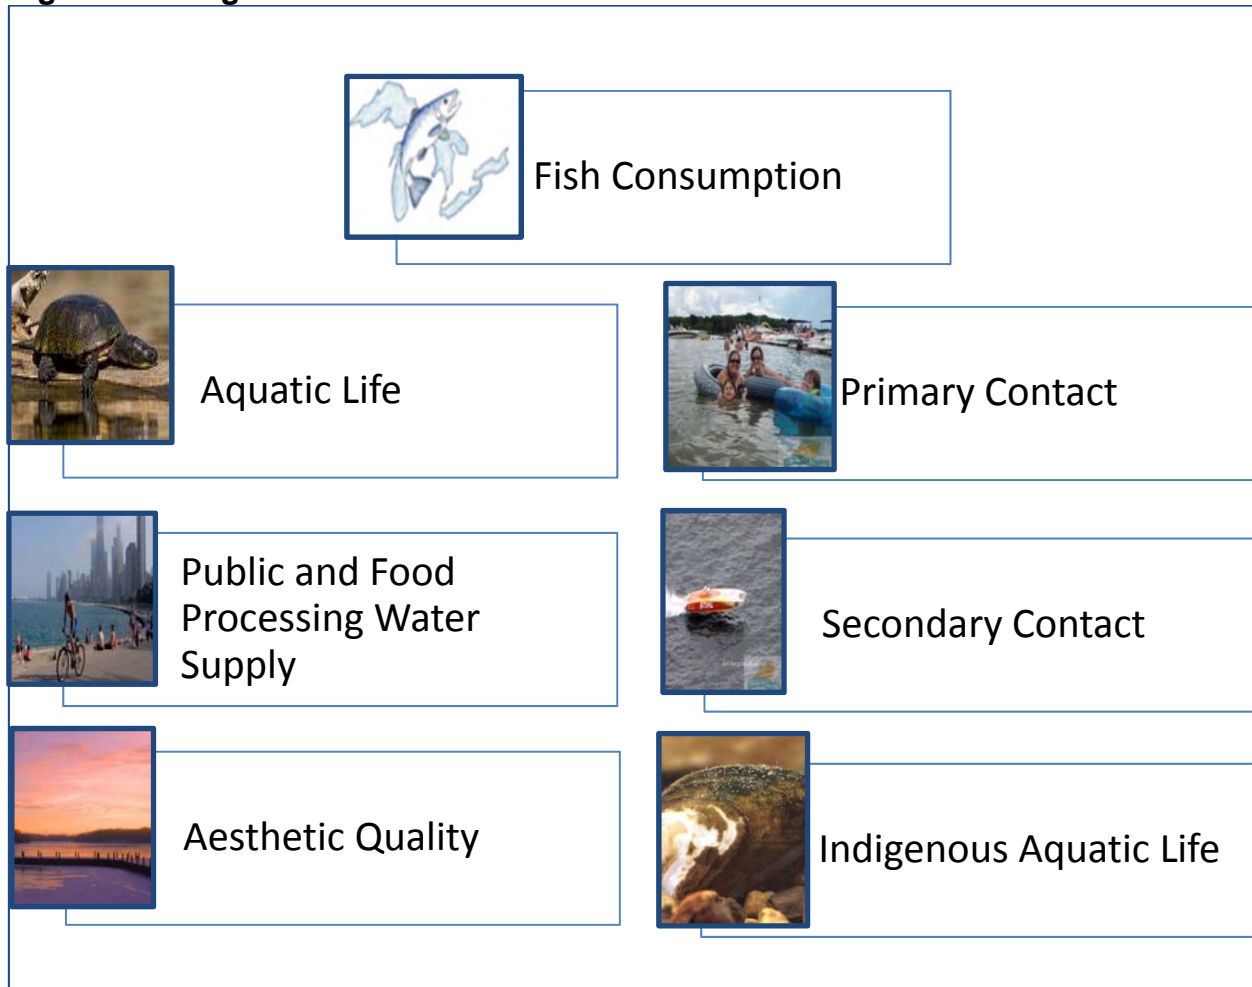 Fish Consumption
Aquatic Life
Primary Contact
Public and Food
Processing Water
Supply
Secondary Contact
Aesthetic Quality
Indigenous Aquatic Life